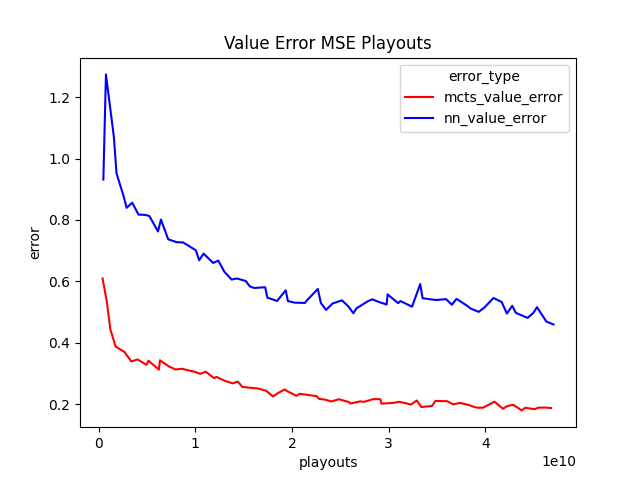 Value Error MSE Playouts
error_type
mcts_value_error
nn_value_error
error
1.2
1.0
0.8
0.6
0.4
0.2
0 1 2 3 4
1e10
playouts